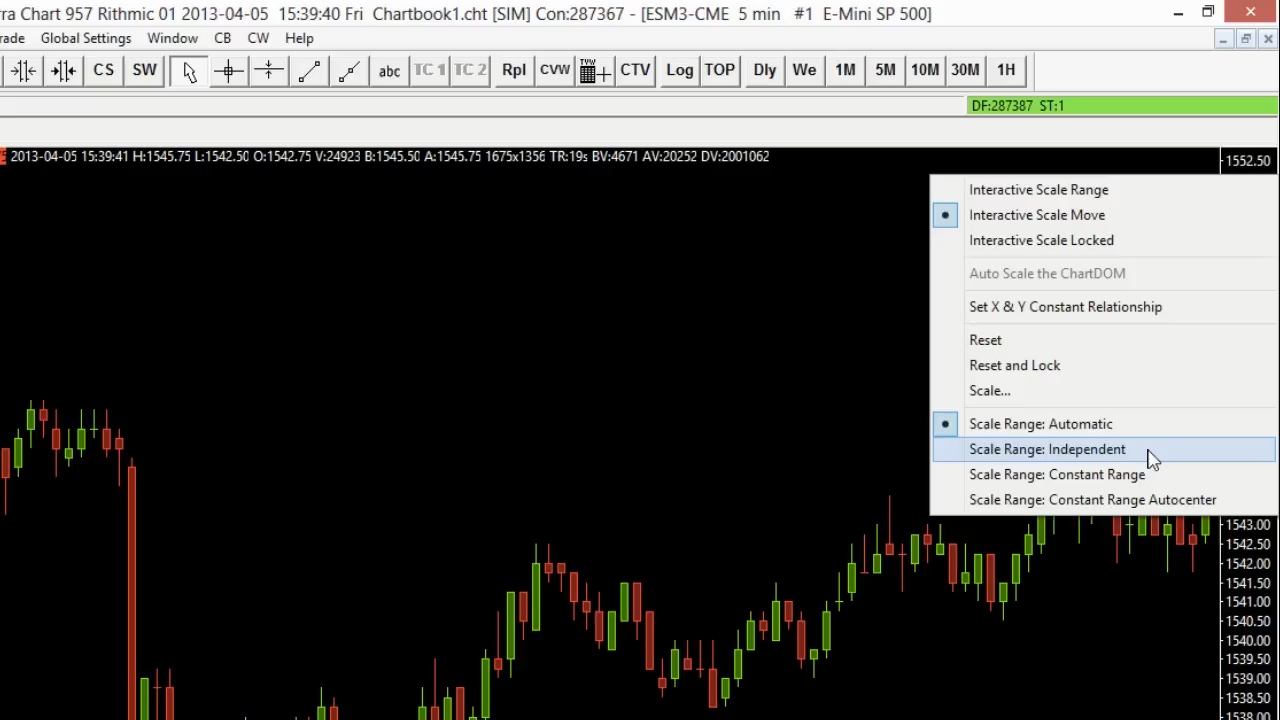 rra Chart 957 Rithmic 01 2013-04-05 15:39:40 Fri Chartbook1.cht [SIM] Con:287367 - [ESM3-CME 5 min #1 E-Mini SP 500]
rade Global Settings Window CB CW Help
CS SW abc TC 1 TC 2 Rpl CVW TVW CTV Log TOP Dly We 1M 5M 10M 30M 1H
DF:287387 ST:1
2013-04-05 15:39:41 H:1545.75 L:1542.50 O:1542.75 V:24923 B:1545.50 A:1545.75 1675x1356 TR:19s BV:4671 AV:20252 DV:2001062
1552.50
Interactive Scale Range
Interactive Scale Move
Interactive Scale Locked
Auto Scale the ChartDOM
Set X & Y Constant Relationship
Reset
Reset and Lock
Scale...
Scale Range: Automatic
Scale Range: Independent
Scale Range: Constant Range
Scale Range: Constant Range Autocenter
1543.00
1542.50
1542.00
1541.50
1541.00
1540.50
1540.00
1539.50
1539.00
1538.50
1538.00